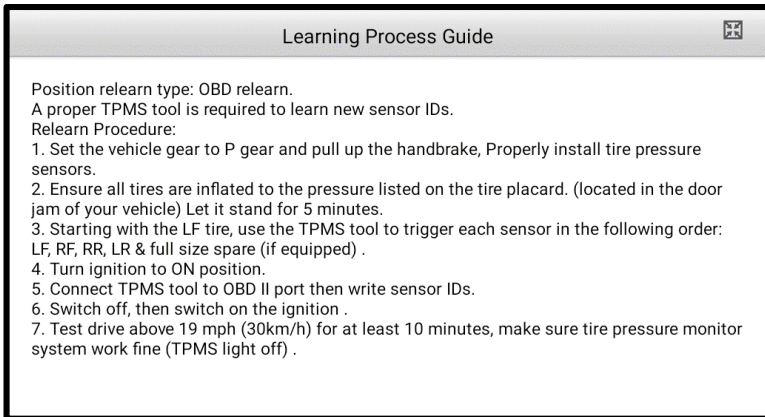 Learning Process Guide
Position relearn type: OBD relearn.
A proper TPMS tool is required to learn new sensor IDs.
Relearn Procedure:
1. Set the vehicle gear to P gear and pull up the handbrake, Properly install tire pressure
sensors.
2. Ensure all tires are inflated to the pressure listed on the tire placard. (located in the door
jam of your vehicle) Let it stand for 5 minutes.
3. Starting with the LF tire, use the TPMS tool to trigger each sensor in the following order:
LF, RF, RR, LR & full size spare (if equipped) .
4. Turn ignition to ON position.
5. Connect TPMS tool to OBD II port then write sensor IDs.
6. Switch off, then switch on the ignition .
7. Test drive above 19 mph (30km/h) for at least 10 minutes, make sure tire pressure monitor
system work fine (TPMS light off) .